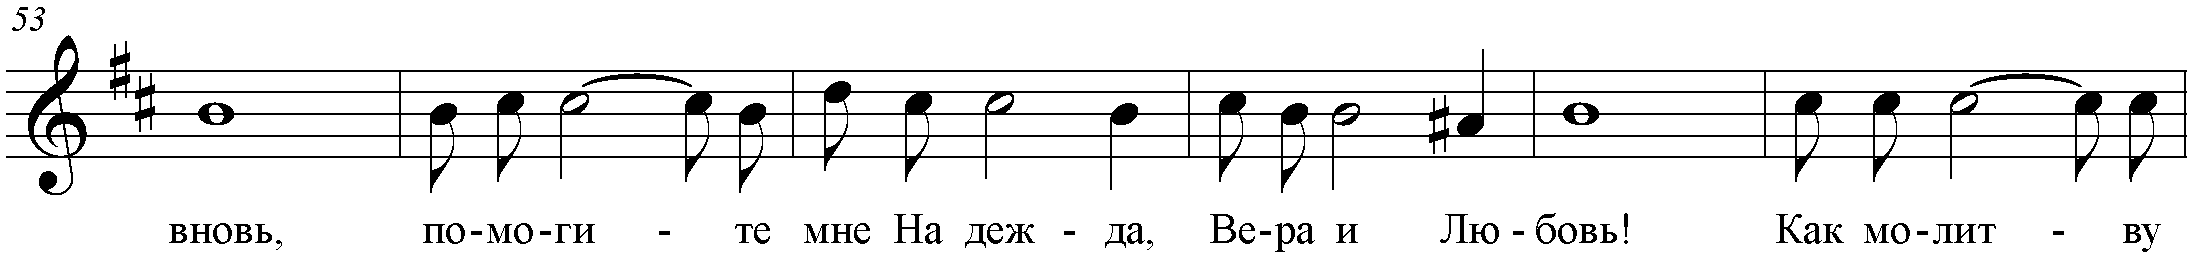 53
вновь, по-мо-ги - те мне На деж - да, Ве-ра и Лю - бовь! Как мо-лит - ву